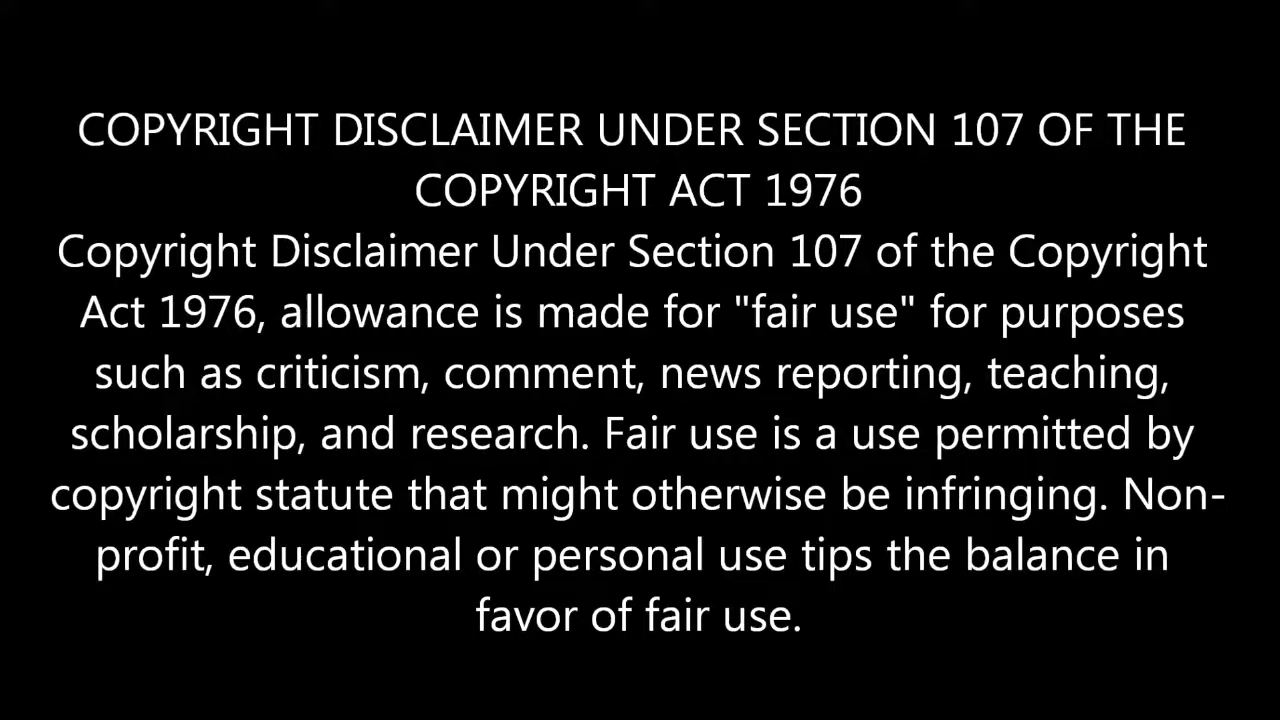 COPYRIGHT DISCLAIMER UNDER SECTION 107 OF THE
COPYRIGHT ACT 1976
Copyright Disclaimer Under Section 107 of the Copyright
Act 1976, allowance is made for "fair use" for purposes
such as criticism, comment, news reporting, teaching,
scholarship, and research. Fair use is a use permitted by
copyright statute that might otherwise be infringing. Non-
profit, educational or personal use tips the balance in
favor of fair use.